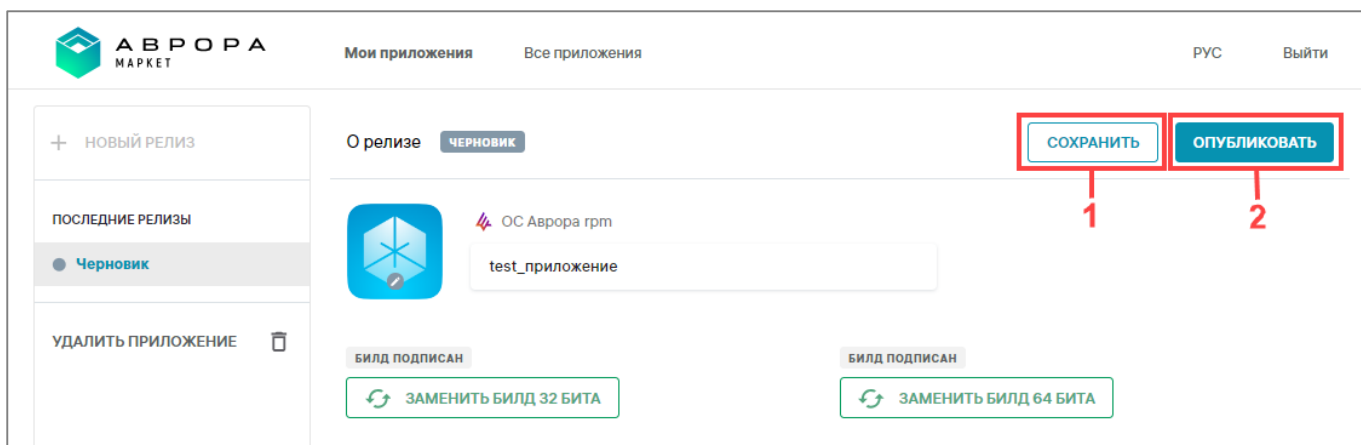 АВРОРА
МАРКЕТ
Мои приложения
Все приложения
РУС
Выйти
+ НОВЫЙ РЕЛИЗ
ПОСЛЕДНИЕ РЕЛИЗЫ
Черновик
УДАЛИТЬ ПРИЛОЖЕНИЕ
О релизе
ЧЕРНОВИК
СОХРАНИТЬ
ОПУБЛИКОВАТЬ
1
2
ОС Аврора rpm
test_приложение
БИЛД ПОДПИСАН
ЗАМЕНИТЬ БИЛД 32 БИТА
БИЛД ПОДПИСАН
ЗАМЕНИТЬ БИЛД 64 БИТА